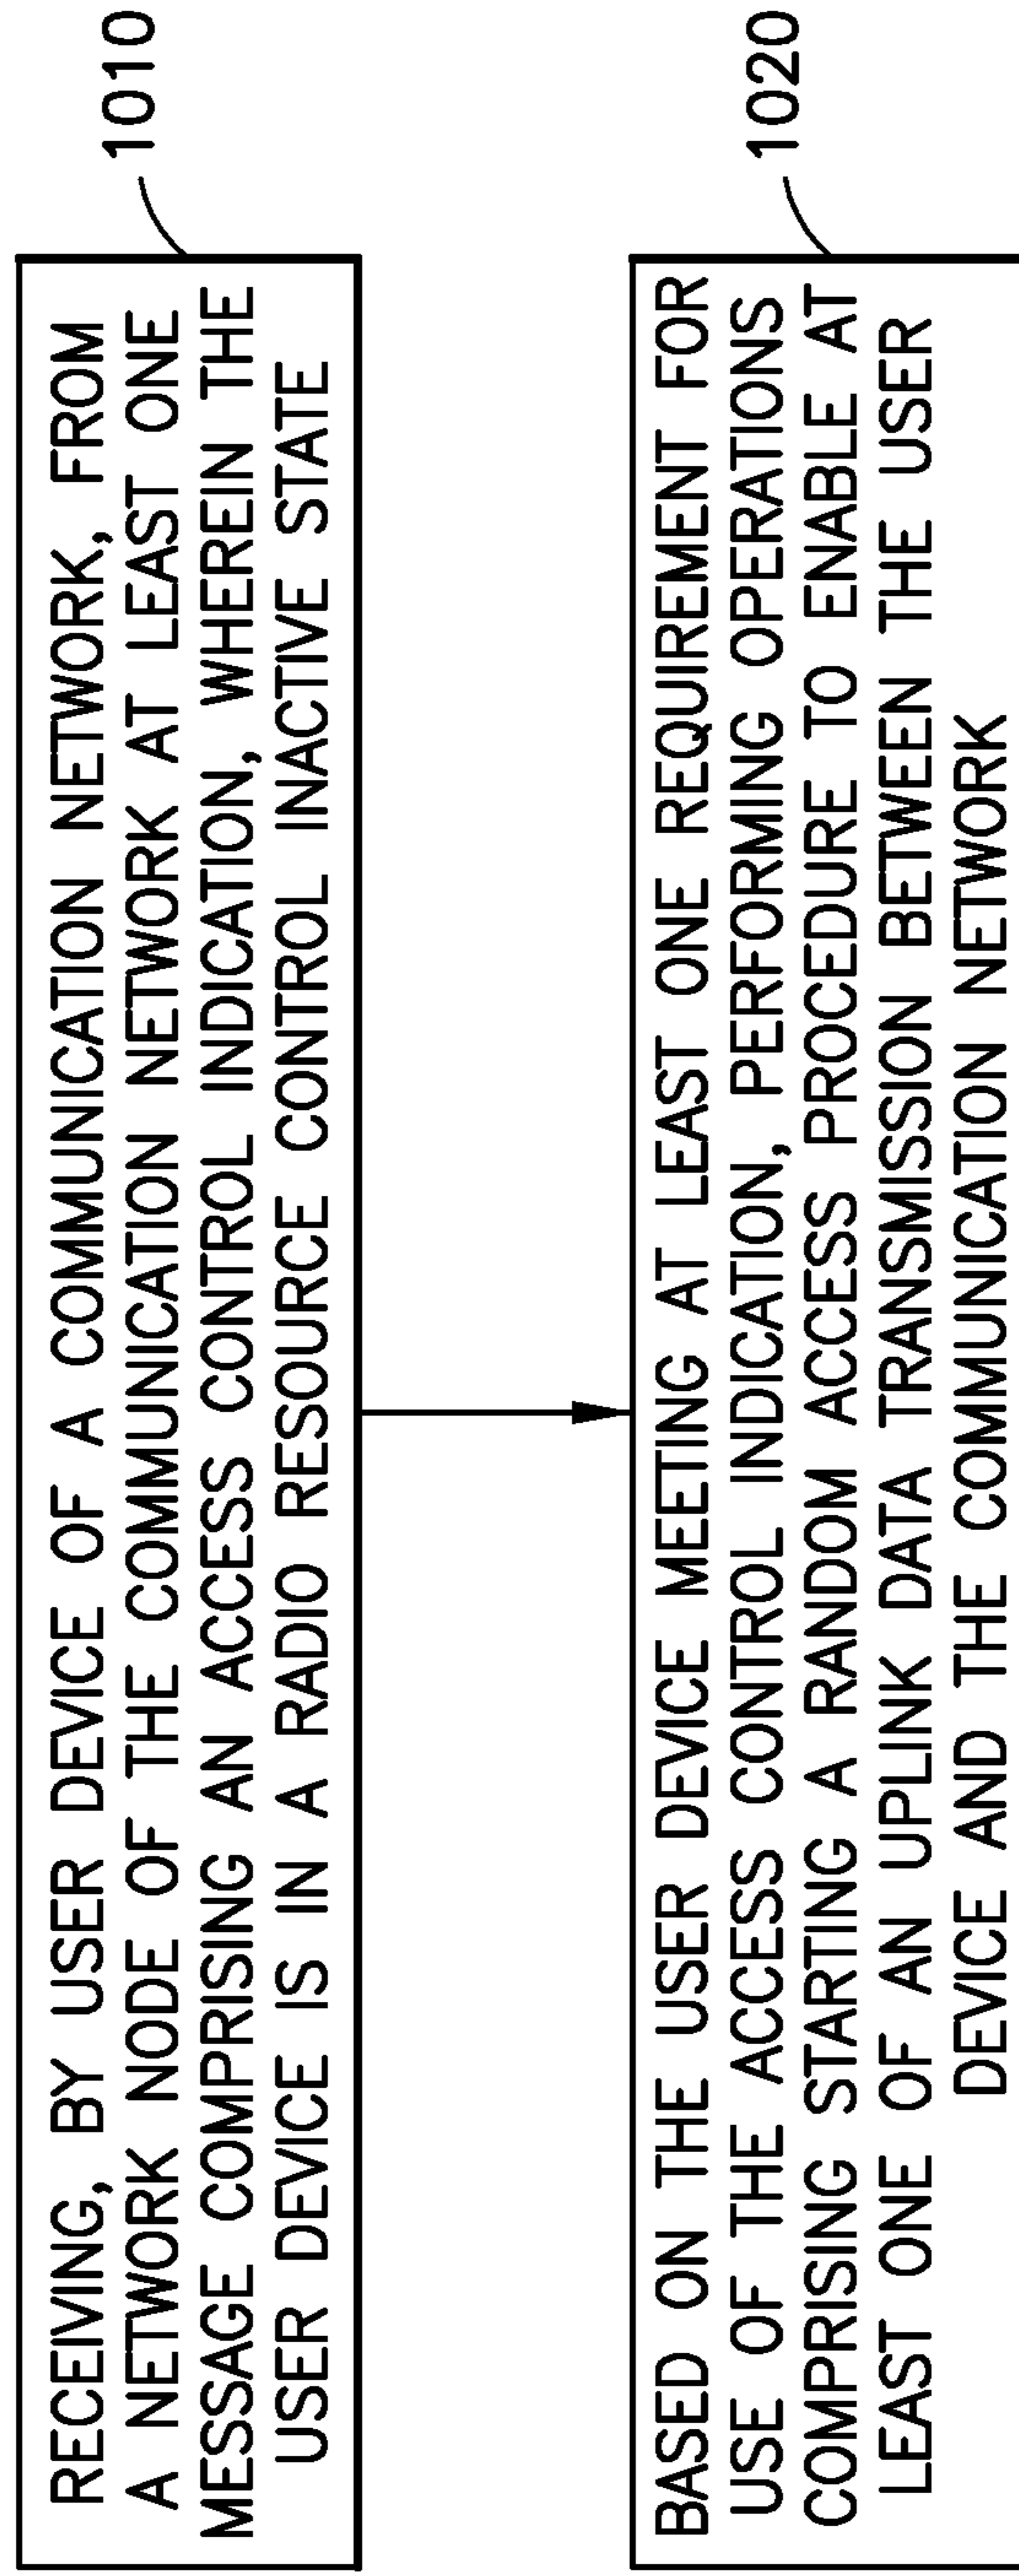 RECEIVING, BY USER DEVICE OF A COMMUNICATION NETWORK, FROM
A NETWORK NODE OF THE COMMUNICATION NETWORK AT LEAST ONE
MESSAGE COMPRISING AN ACCESS CONTROL INDICATION, WHEREIN THE
USER DEVICE IS IN A RADIO RESOURCE CONTROL INACTIVE STATE
1010
BASED ON THE USER DEVICE MEETING AT LEAST ONE REQUIREMENT FOR
USE OF THE ACCESS CONTROL INDICATION, PERFORMING OPERATIONS
COMPRISING STARTING A RANDOM ACCESS PROCEDURE TO ENABLE AT
LEAST ONE OF AN UPLINK DATA TRANSMISSION BETWEEN THE USER
DEVICE AND THE COMMUNICATION NETWORK
1020